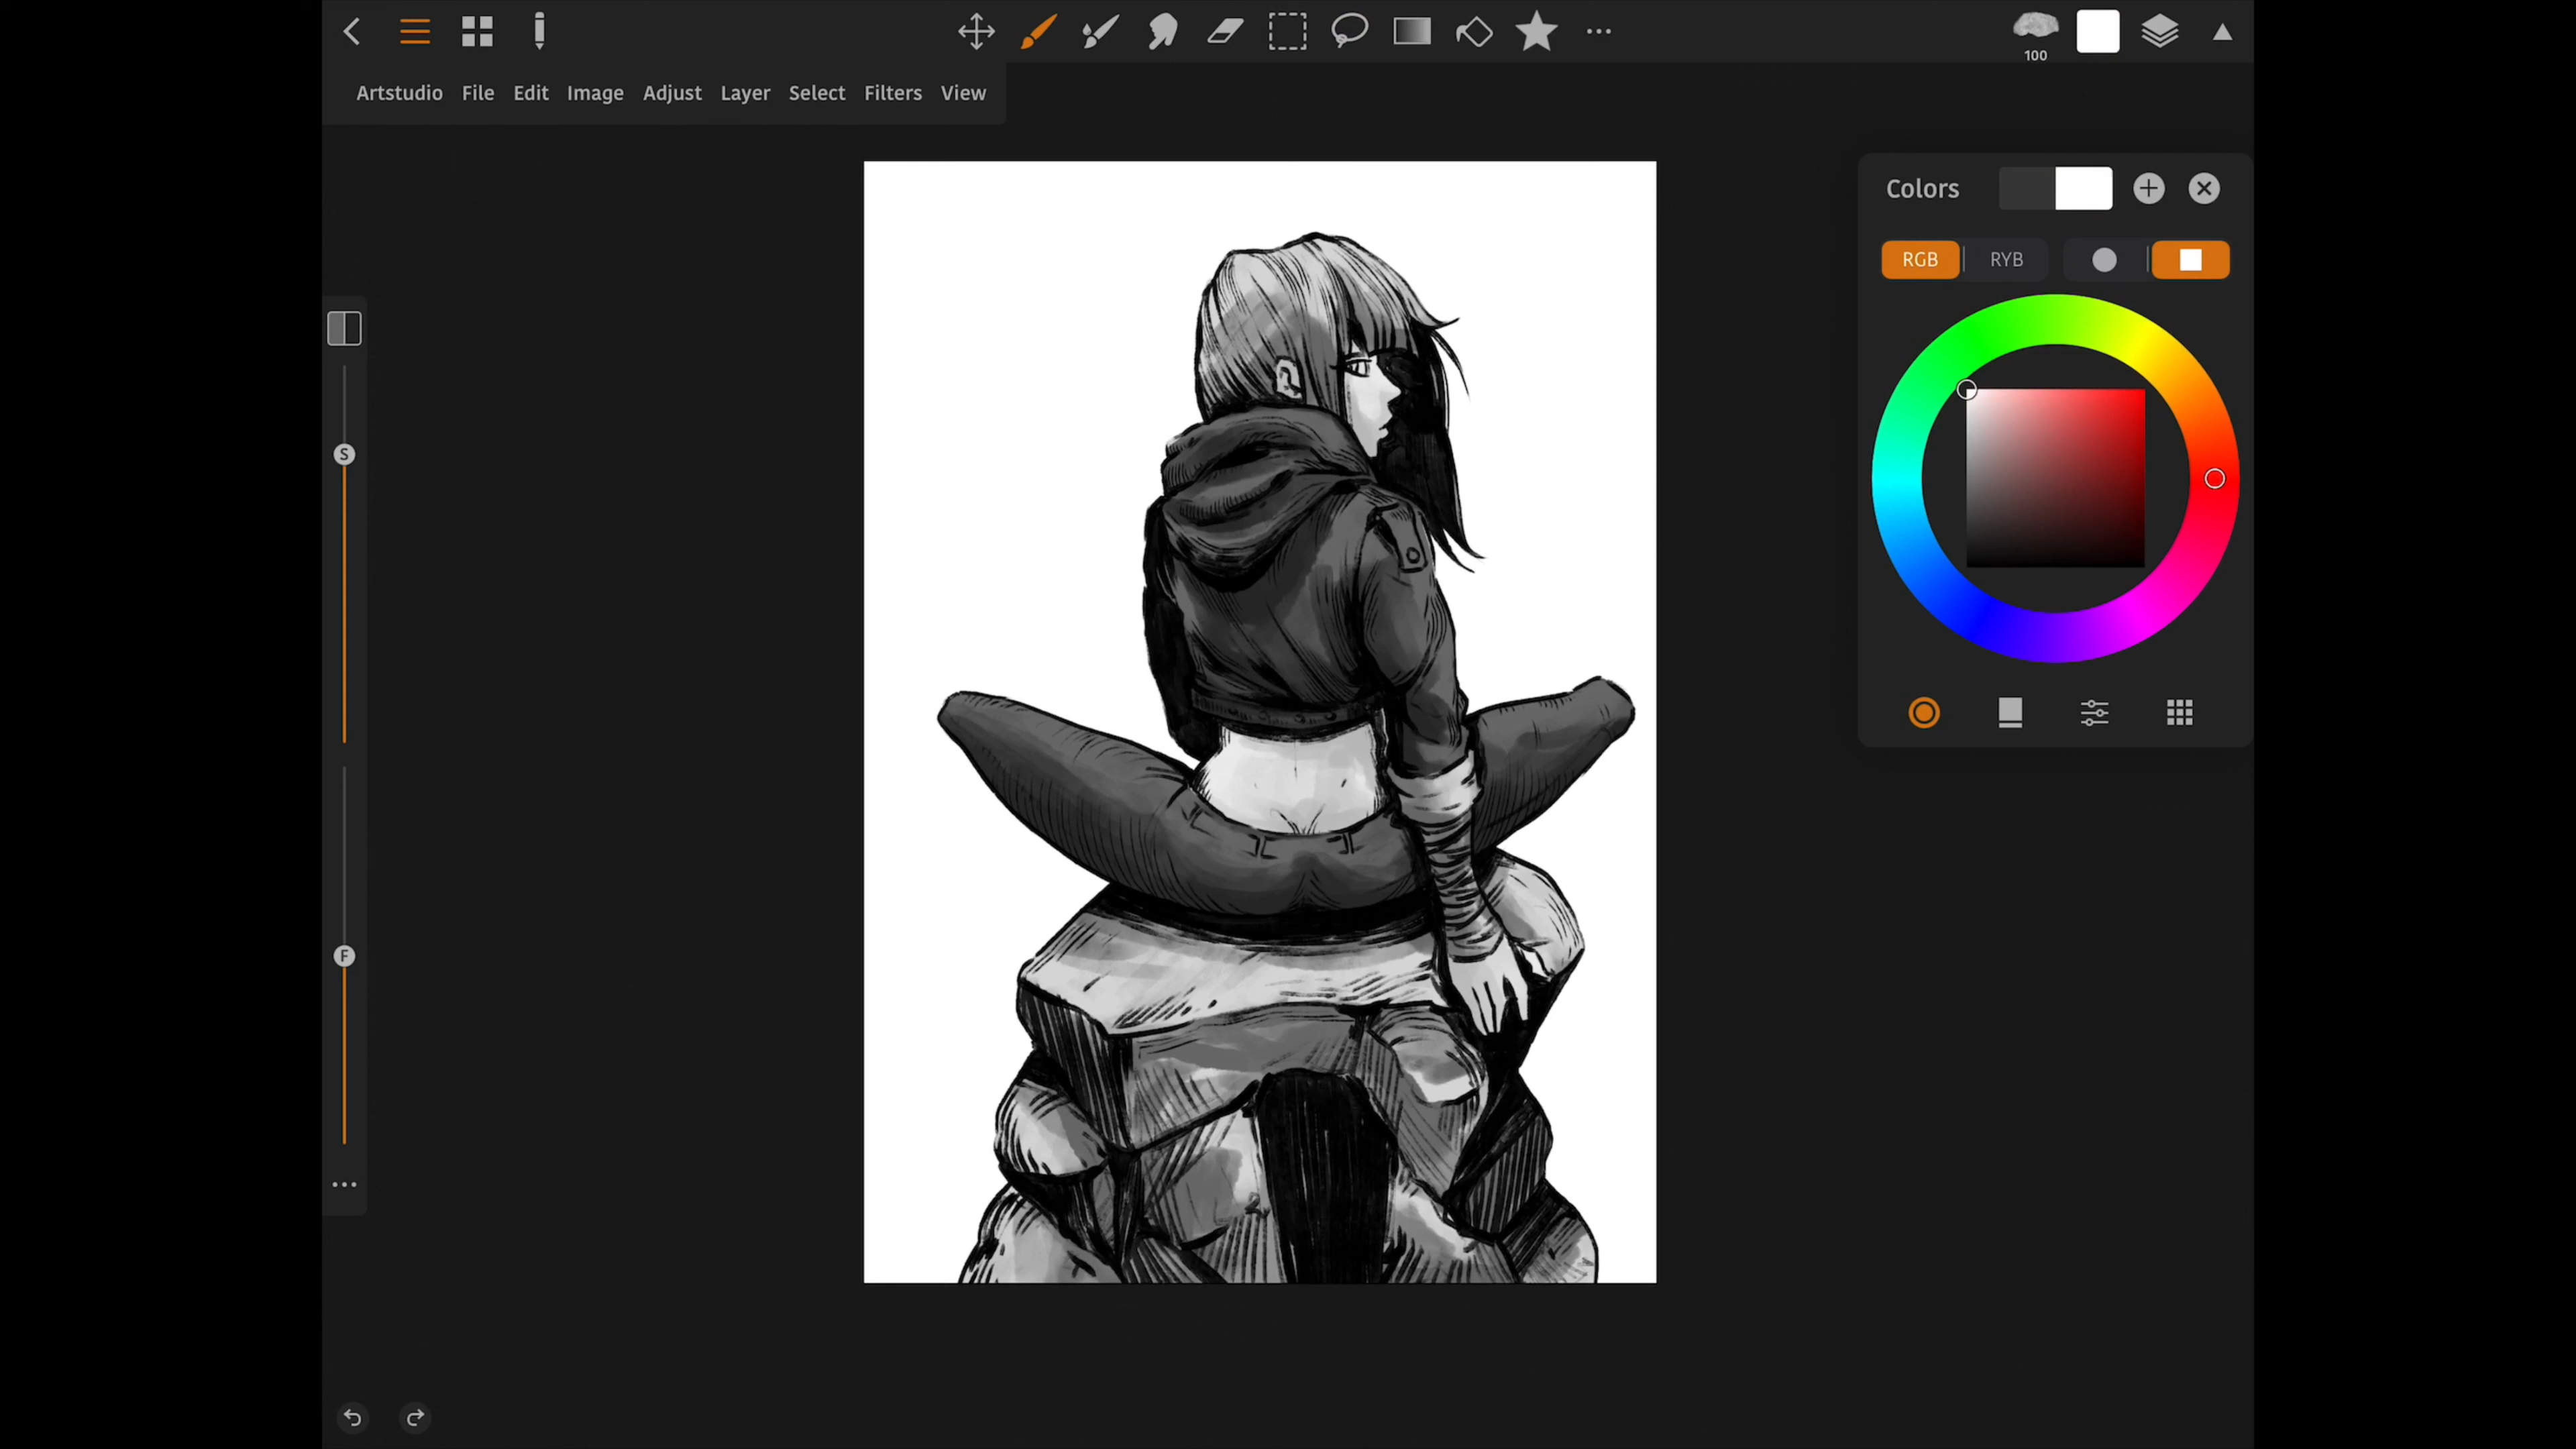 100
Artstudio File Edit Image Adjust Layer Select Filters View
Colors
RGB RYB
S
F